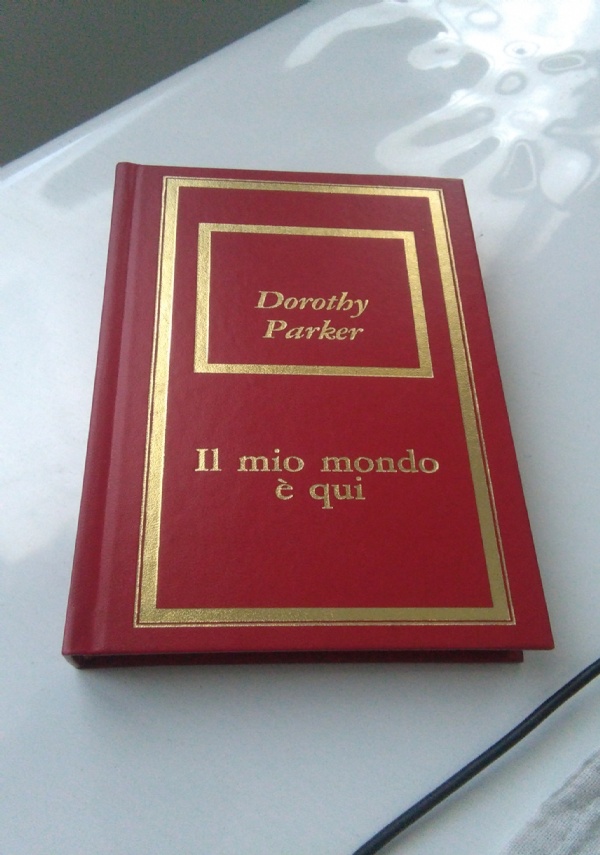 Dorothy
Parker
Il mio mondo
è qui